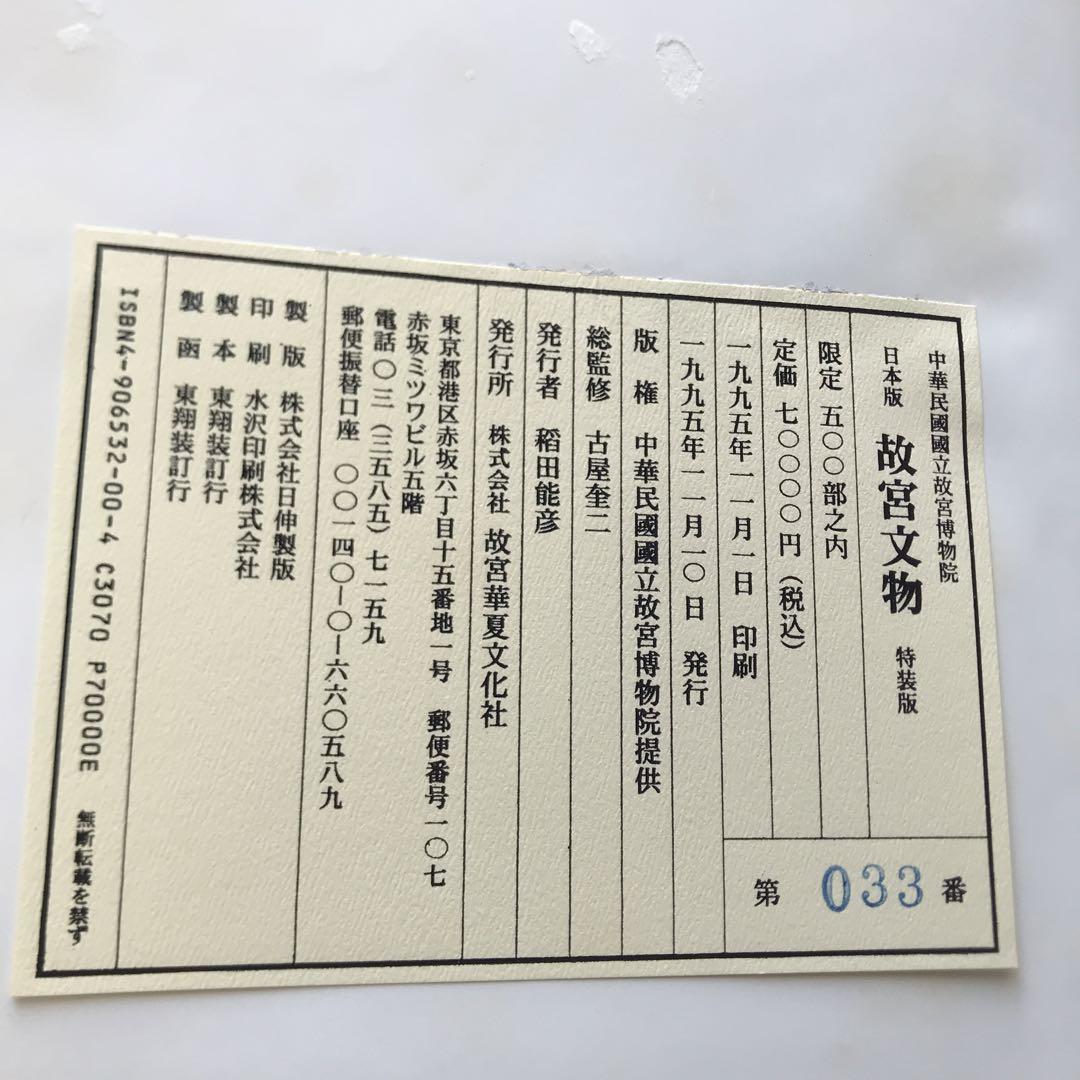 中華民國國立故宮博物院
日本版 故宮文物 特装版
限定 五〇〇部之内
定価 七〇〇〇〇円（税込）
第 033 番
一九九五年一一月一日 印刷
一九九五年一一月一〇日 発行
版権 中華民國國立故宮博物院提供
総監修 古屋奎二
発行者 稻田能彦
発行所 株式会社 故宮華夏文化社
東京都港区赤坂六丁目十五番地一号 郵便番号一〇七
赤坂ミツワビル五階
電話〇三（三五八五）七一五九
郵便振替口座 〇〇一四〇―〇―六六〇五八九
製版 株式会社日伸製版
印刷 水沢印刷株式会社
製本 東翔装訂行
製函 東翔装訂行
ISBN4-906532-00-4 C3070 P70000E 無断転載を禁ず